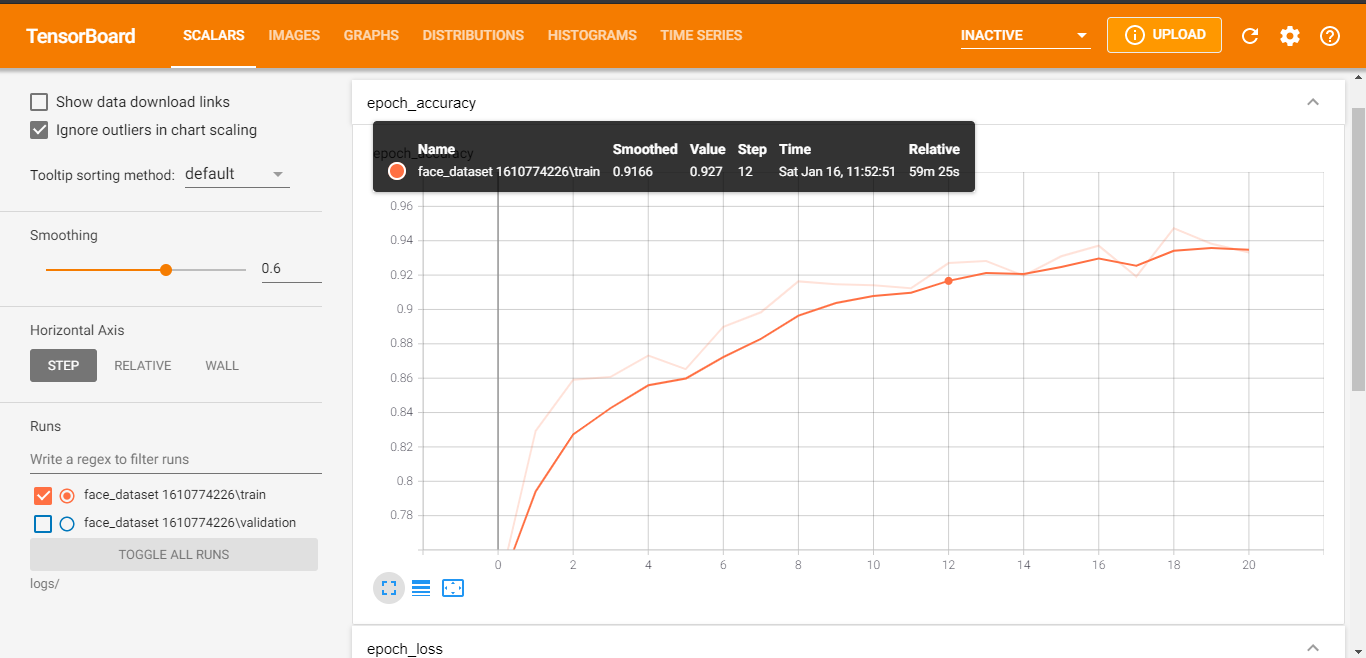 TensorBoard
SCALARS IMAGES GRAPHS DISTRIBUTIONS HISTOGRAMS TIME SERIES
INACTIVE
UPLOAD
Show data download links
Ignore outliers in chart scaling
Tooltip sorting method: default
Smoothing
0.6
Horizontal Axis
STEP RELATIVE WALL
Runs
Write a regex to filter runs
face_dataset 1610774226\train
face_dataset 1610774226\validation
TOGGLE ALL RUNS
logs/
epoch_accuracy
epoch_accuracy
Name Smoothed Value Step Time Relative
face_dataset 1610774226\train 0.9166 0.927 12 Sat Jan 16, 11:52:51 59m 25s
0.96
0.94
0.92
0.9
0.88
0.86
0.84
0.82
0.8
0.78
0 2 4 6 8 10 12 14 16 18 20
epoch_loss